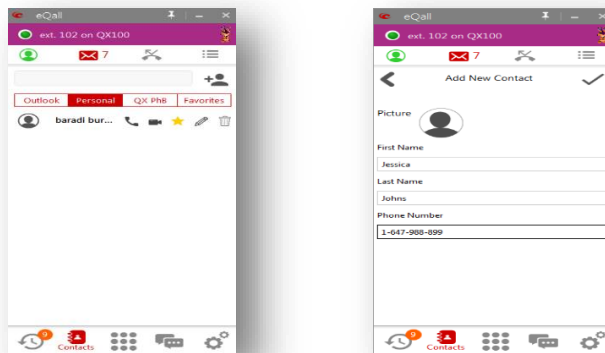 eQall
ext. 102 on QX100
7
Outlook Personal QX PhB Favorites
baradi bur...
9
Contacts
eQall
ext. 102 on QX100
7
Add New Contact
Picture
First Name
Jessica
Last Name
Johns
Phone Number
1-647-988-899
9
Contacts